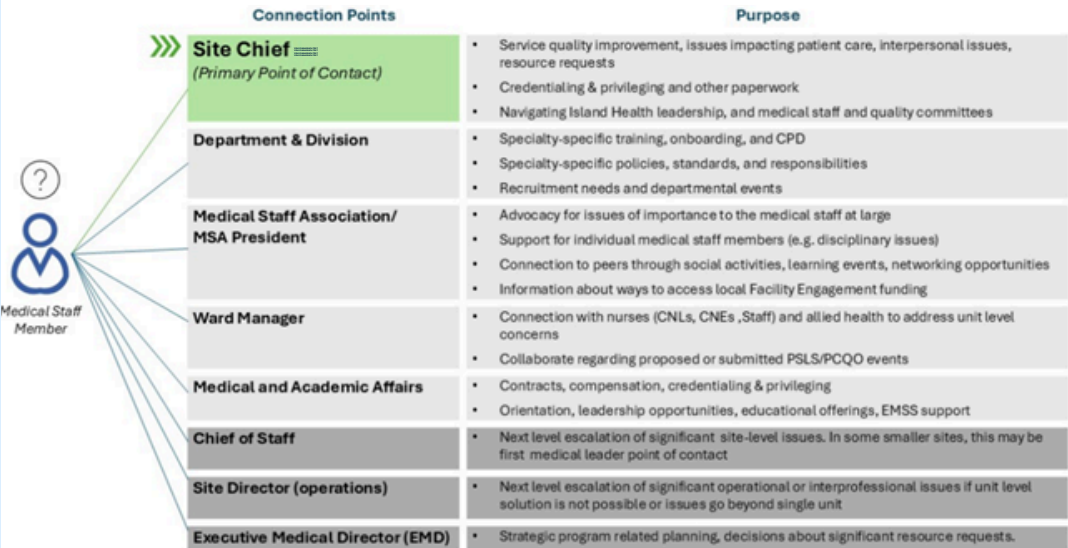 Connection Points
Purpose
Site Chief
(Primary Point of Contact)
• Service quality improvement, issues impacting patient care, interpersonal issues,
resource requests
• Credentialing & privileging and other paperwork
• Navigating Island Health leadership, and medical staff and quality committees
Department & Division
• Specialty-specific training, onboarding, and CPD
• Specialty-specific policies, standards, and responsibilities
• Recruitment needs and departmental events
?
Medical Staff
Member
Medical Staff Association/
MSA President
• Advocacy for issues of importance to the medical staff at large
• Support for individual medical staff members (e.g. disciplinary issues)
• Connection to peers through social activities, learning events, networking opportunities
• Information about ways to access local Facility Engagement funding
Ward Manager
• Connection with nurses (CNLs, CNEs ,Staff) and allied health to address unit level
concerns
• Collaborate regarding proposed or submitted PSLS/PCQO events
Medical and Academic Affairs
• Contracts, compensation, credentialing & privileging
• Orientation, leadership opportunities, educational offerings, EMSS support
Chief of Staff
• Next level escalation of significant site-level issues. In some smaller sites, this may be
first medical leader point of contact
Site Director (operations)
• Next level escalation of significant operational or interprofessional issues if unit level
solution is not possible or issues go beyond single unit
Executive Medical Director (EMD)
• Strategic program related planning, decisions about significant resource requests.